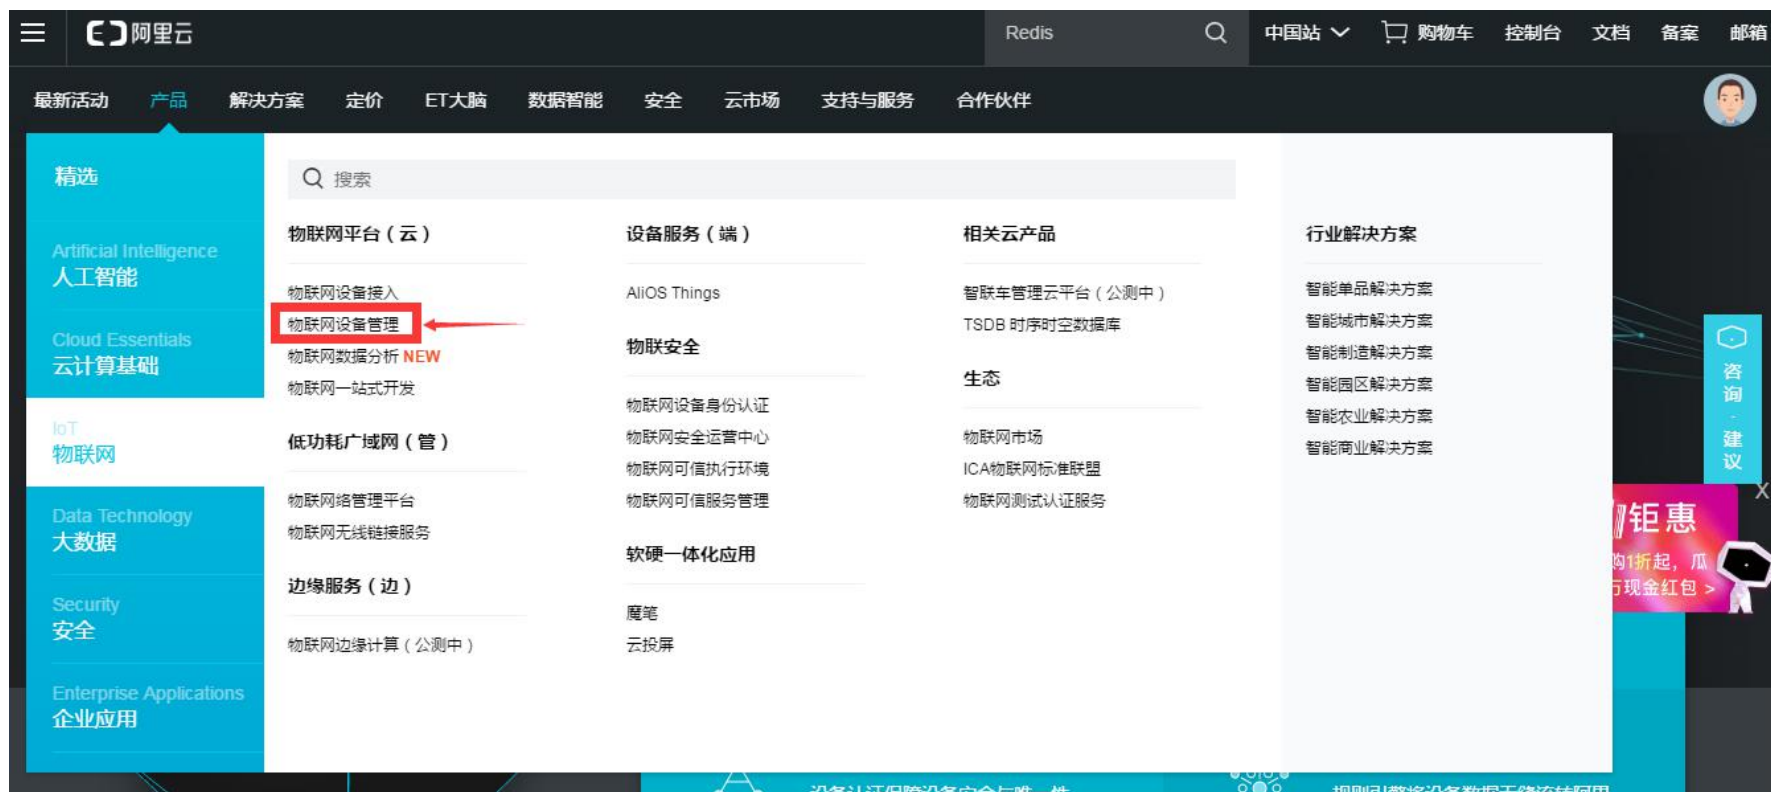 阿里云
Redis
中国站
购物车
控制台
文档
备案
邮箱
最新活动
产品
解决方案
定价
ET大脑
数据智能
安全
云市场
支持与服务
合作伙伴
精选
Artificial Intelligence
人工智能
Cloud Essentials
云计算基础
IoT
物联网
Data Technology
大数据
Security
安全
Enterprise Applications
企业应用
搜索
物联网平台（云）
物联网设备接入
物联网设备管理
物联网数据分析 NEW
物联网一站式开发
低功耗广域网（管）
物联网络管理平台
物联网无线链接服务
边缘服务（边）
物联网边缘计算（公测中）
设备服务（端）
AliOS Things
物联安全
物联网设备身份认证
物联网安全运营中心
物联网可信执行环境
物联网可信服务管理
软硬一体化应用
魔笔
云投屏
相关云产品
智联车管理云平台（公测中）
TSDB 时序时空数据库
生态
物联网市场
ICA物联网标准联盟
物联网测试认证服务
行业解决方案
智能单品解决方案
智能城市解决方案
智能制造解决方案
智能园区解决方案
智能农业解决方案
智能商业解决方案
咨询·建议
X
钜惠
购1折起，瓜
万现金红包 >